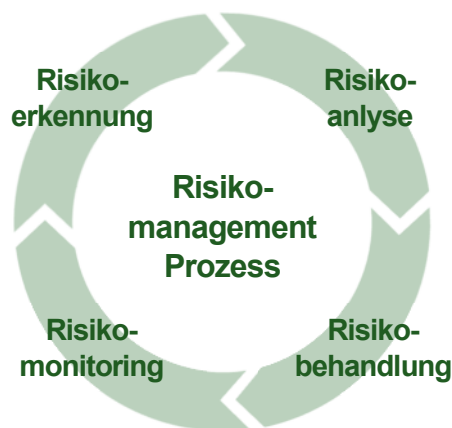 Risiko-
erkennung
Risiko-
anlyse
Risiko-
management
Prozess
Risiko-
monitoring
Risiko-
behandlung